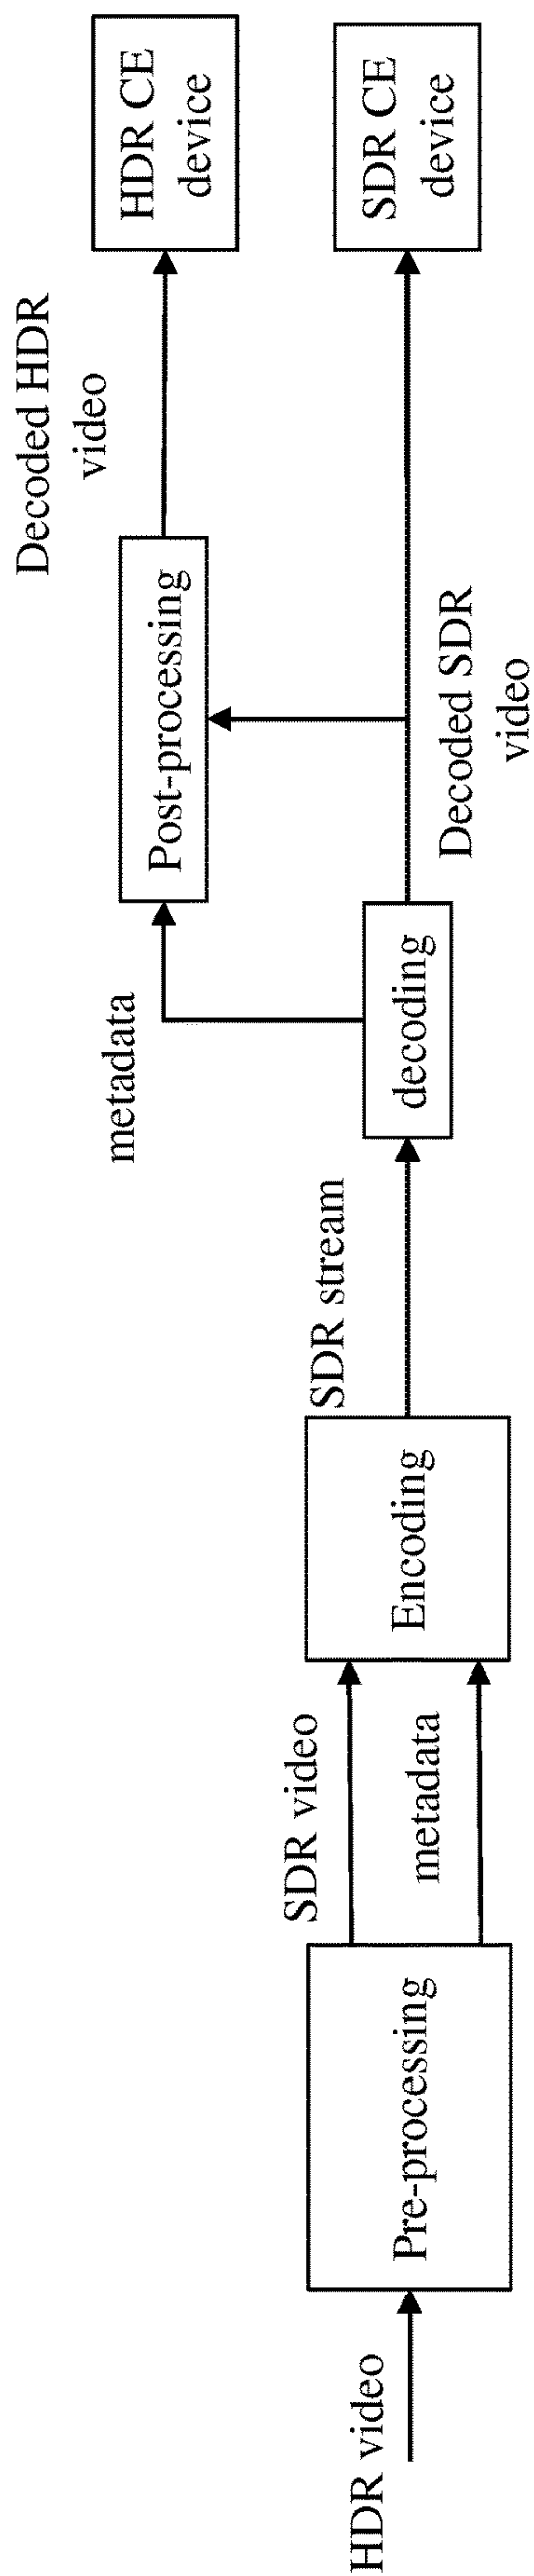 HDR video
Pre-processing
SDR video
metadata
Encoding
SDR stream
decoding
metadata
Post-processing
Decoded SDR
video
Decoded HDR
video
HDR CE
device
SDR CE
device